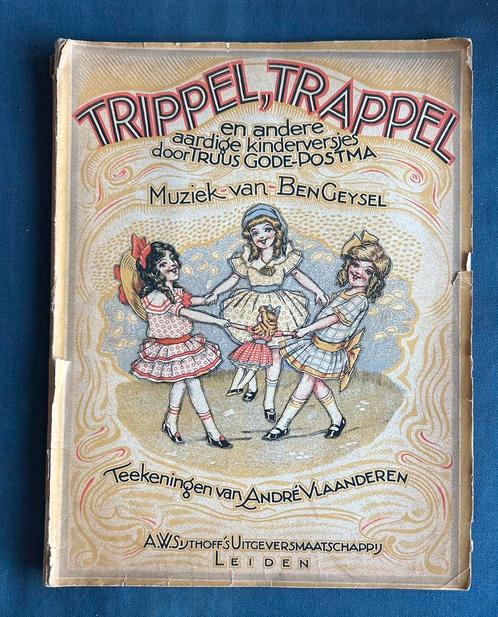 TRIPPEL, TRAPPEL
en andere
aardige kinderversjes
door TRUUS GODE-POSTMA
Muziek-van-BEN GEYSEL
Teekeningen van ANDRÉ VLAANDEREN
A.W. SIJTHOFF'S UITGEVERSMAATSCHAPPIJ
LEIDEN